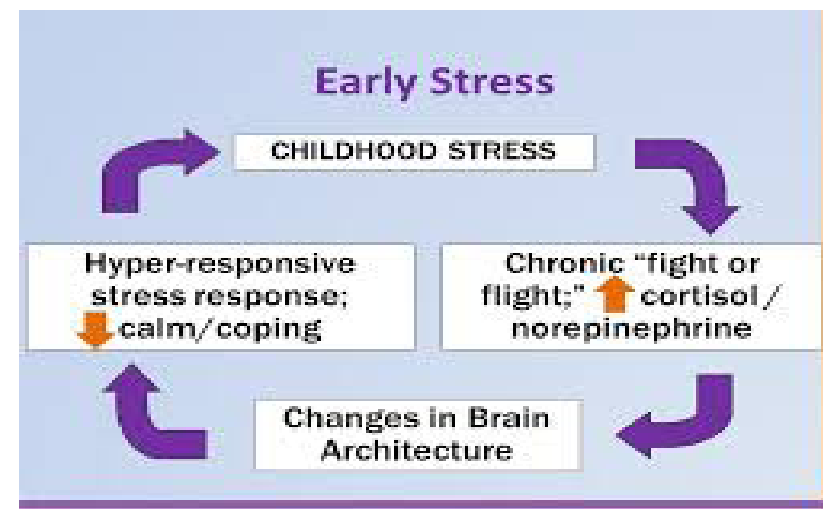 Early Stress
CHILDHOOD STRESS
Chronic “fight or
flight;” cortisol/
norepinephrine
Changes in Brain
Architecture
Hyper-responsive
stress response;
calm/coping